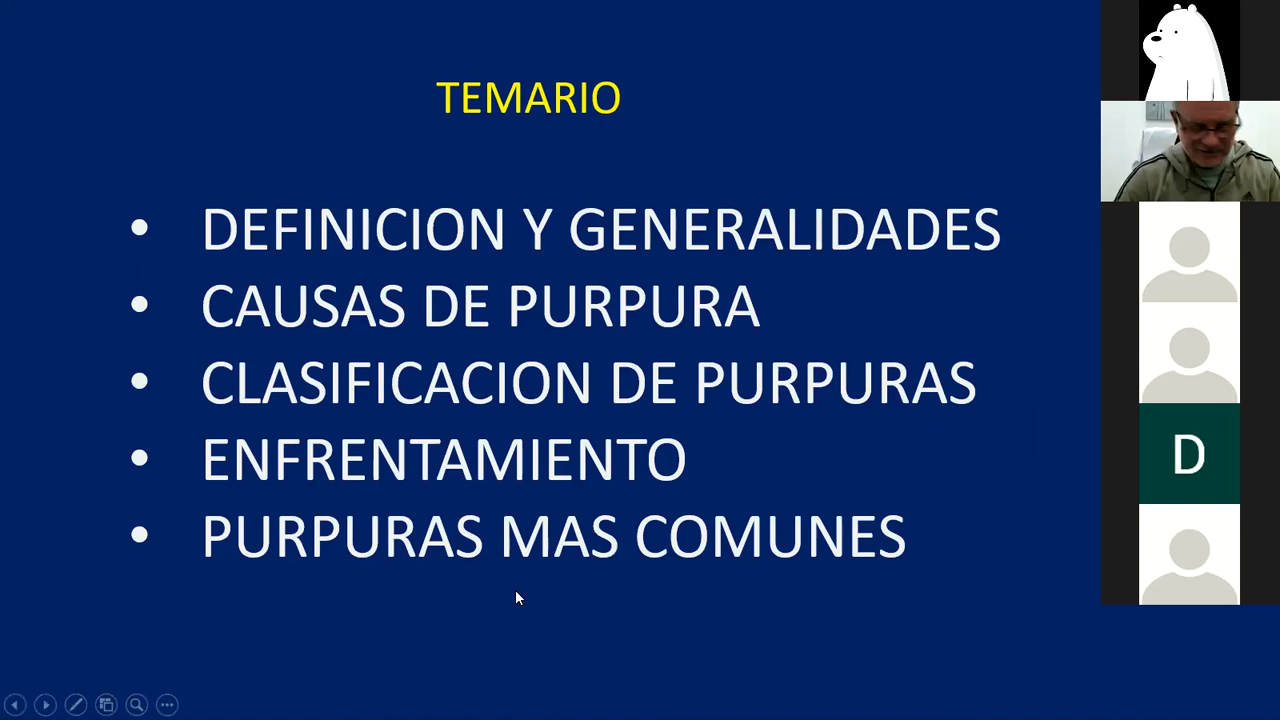 TEMARIO
• DEFINICION Y GENERALIDADES
• CAUSAS DE PURPURA
• CLASIFICACION DE PURPURAS
• ENFRENTAMIENTO
• PURPURAS MAS COMUNES
D